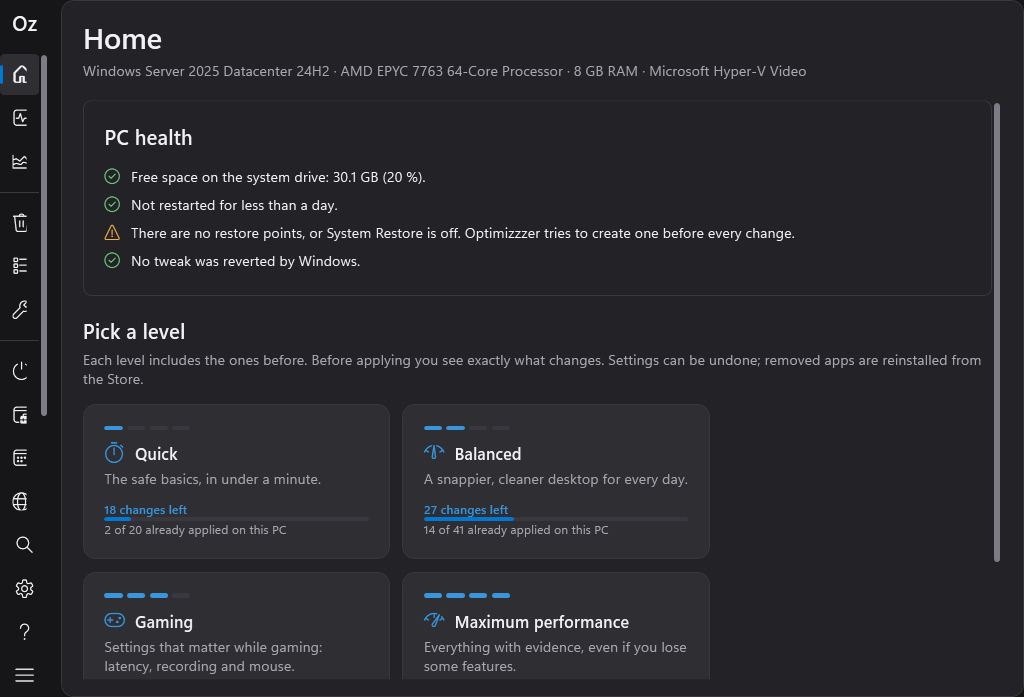 Oz
Home
Windows Server 2025 Datacenter 24H2 · AMD EPYC 7763 64-Core Processor · 8 GB RAM · Microsoft Hyper-V Video
PC health
Free space on the system drive: 30.1 GB (20 %).
Not restarted for less than a day.
There are no restore points, or System Restore is off. Optimizzzer tries to create one before every change.
No tweak was reverted by Windows.
Pick a level
Each level includes the ones before. Before applying you see exactly what changes. Settings can be undone; removed apps are reinstalled from
the Store.
Quick
The safe basics, in under a minute.
18 changes left
2 of 20 already applied on this PC
Balanced
A snappier, cleaner desktop for every day.
27 changes left
14 of 41 already applied on this PC
Gaming
Settings that matter while gaming:
latency, recording and mouse.
Maximum performance
Everything with evidence, even if you lose
some features.